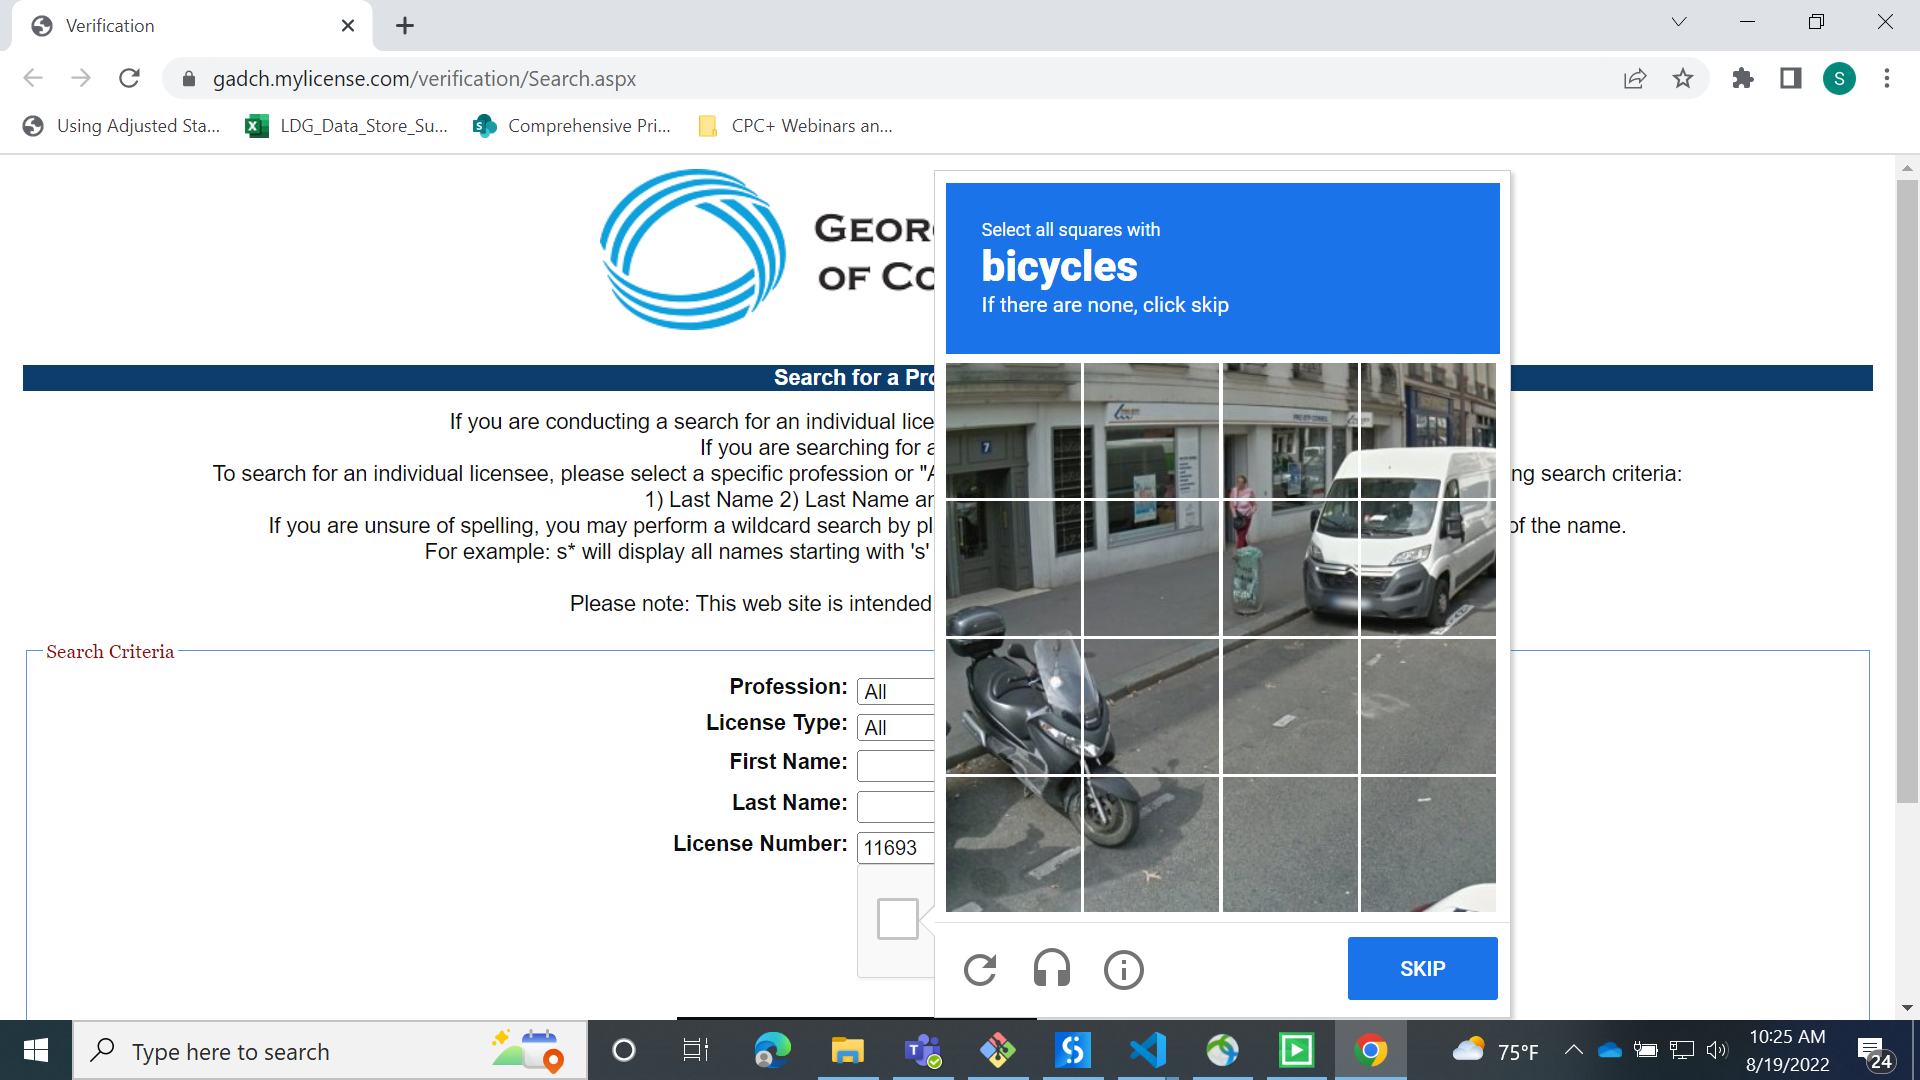 Verification
gadch.mylicense.com/verification/Search.aspx
S
Using Adjusted Sta...
LDG_Data_Store_Su...
Comprehensive Pri...
CPC+ Webinars an...
GEOR
OF CO
Search for a Pro
If you are conducting a search for an individual lice
If you are searching for a
To search for an individual licensee, please select a specific profession or "A
ng search criteria:
1) Last Name 2) Last Name an
If you are unsure of spelling, you may perform a wildcard search by pl
of the name.
For example: s* will display all names starting with 's'
Please note: This web site is intended
Search Criteria
Profession:
All
License Type:
All
First Name:
Last Name:
License Number:
11693
Select all squares with
bicycles
If there are none, click skip
7
SKIP
Type here to search
75°F
10:25 AM
8/19/2022
24